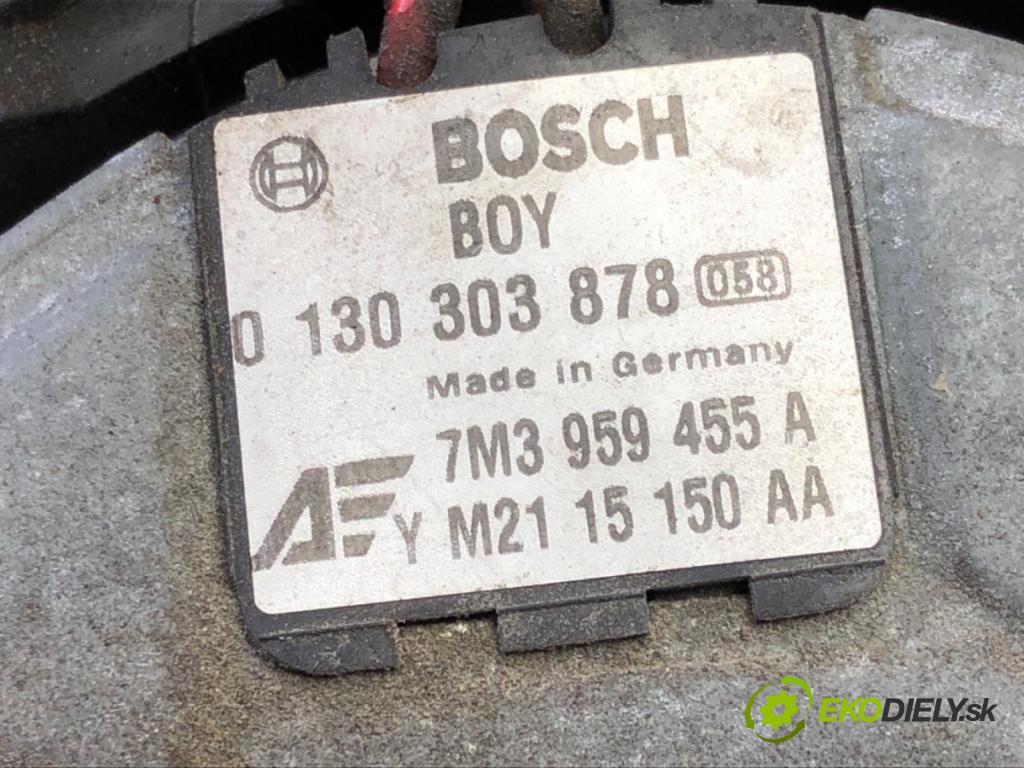 BOSCH
BOY
0 130 303 878 058
Made in Germany
7M3 959 455 A
AF Y M21 15 150 AA
EKODIELY.sk